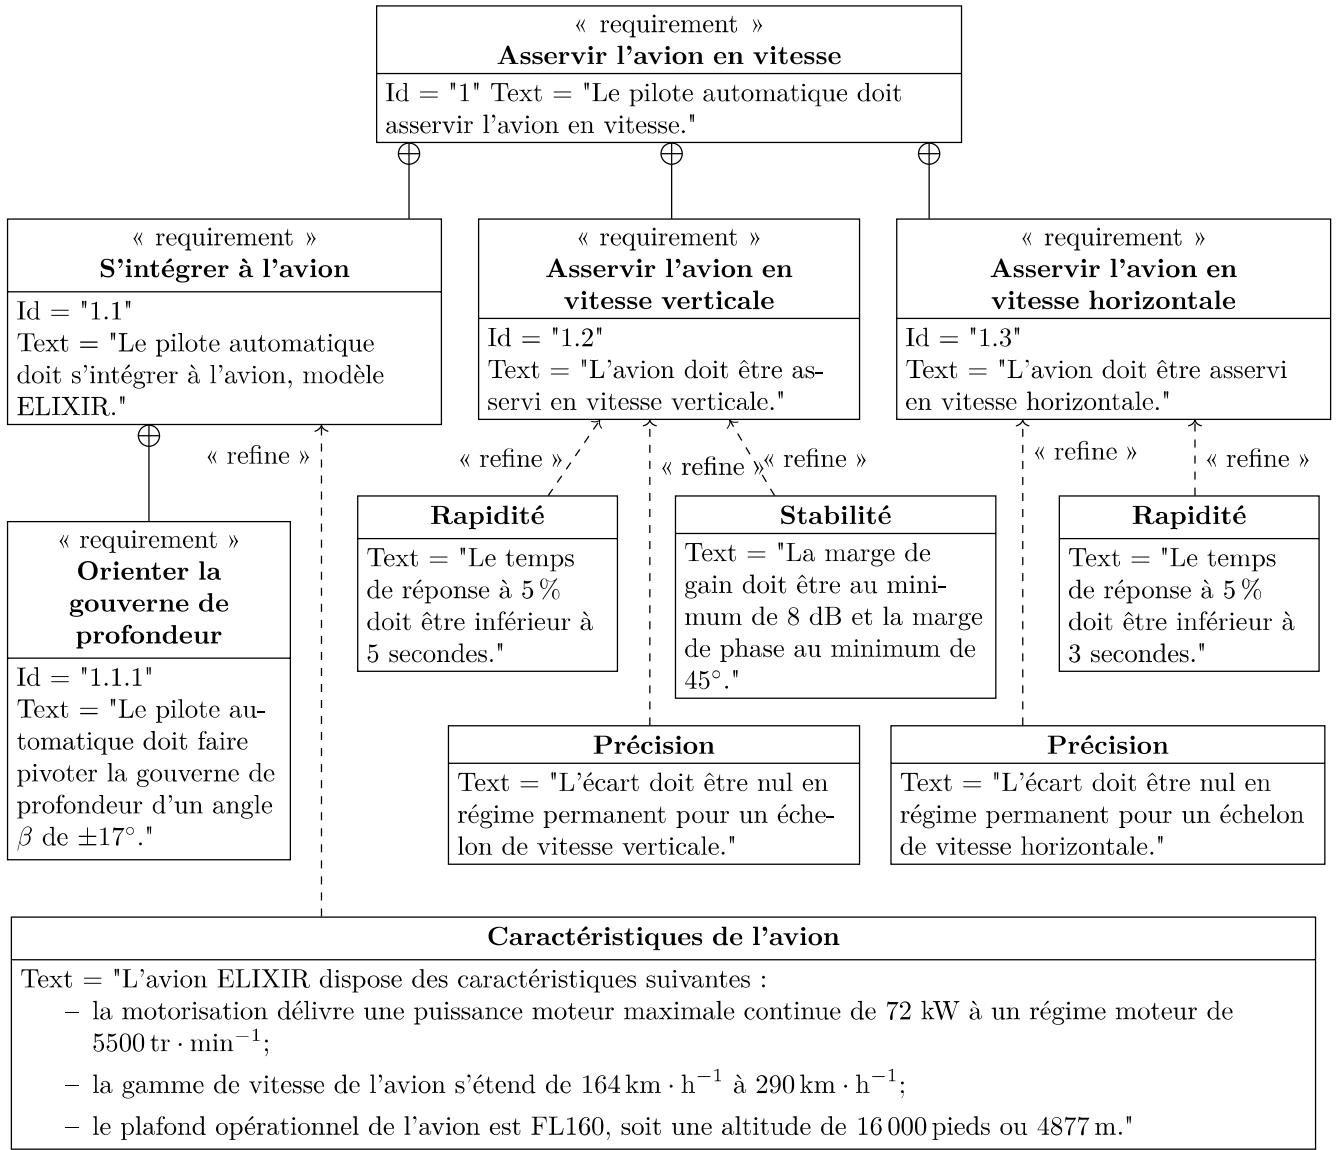 « requirement »
Asservir l'avion en vitesse
Id = "1" Text = "Le pilote automatique doit
asservir l'avion en vitesse."
« requirement »
S'intégrer à l'avion
Id = "1.1"
Text = "Le pilote automatique
doit s'intégrer à l'avion, modèle
ELIXIR."
« requirement »
Asservir l'avion en
vitesse verticale
Id = "1.2"
Text = "L'avion doit être as-
servi en vitesse verticale."
« requirement »
Asservir l'avion en
vitesse horizontale
Id = "1.3"
Text = "L'avion doit être asservi
en vitesse horizontale."
« refine »
« refine »
« refine »
« refine »
« refine »
« refine »
« requirement »
Orienter la
gouverne de
profondeur
Id = "1.1.1"
Text = "Le pilote au-
tomatique doit faire
pivoter la gouverne de
profondeur d'un angle
β de ±17°."
Rapidité
Text = "Le temps
de réponse à 5 %
doit être inférieur à
5 secondes."
Stabilité
Text = "La marge de
gain doit être au mini-
mum de 8 dB et la marge
de phase au minimum de
45°."
Rapidité
Text = "Le temps
de réponse à 5 %
doit être inférieur à
3 secondes."
Précision
Text = "L'écart doit être nul en
régime permanent pour un éche-
lon de vitesse verticale."
Précision
Text = "L'écart doit être nul en
régime permanent pour un échelon
de vitesse horizontale."
Caractéristiques de l'avion
Text = "L'avion ELIXIR dispose des caractéristiques suivantes :
– la motorisation délivre une puissance moteur maximale continue de 72 kW à un régime moteur de
5500 tr · min⁻¹;
– la gamme de vitesse de l'avion s'étend de 164 km · h⁻¹ à 290 km · h⁻¹;
– le plafond opérationnel de l'avion est FL160, soit une altitude de 16 000 pieds ou 4877 m."